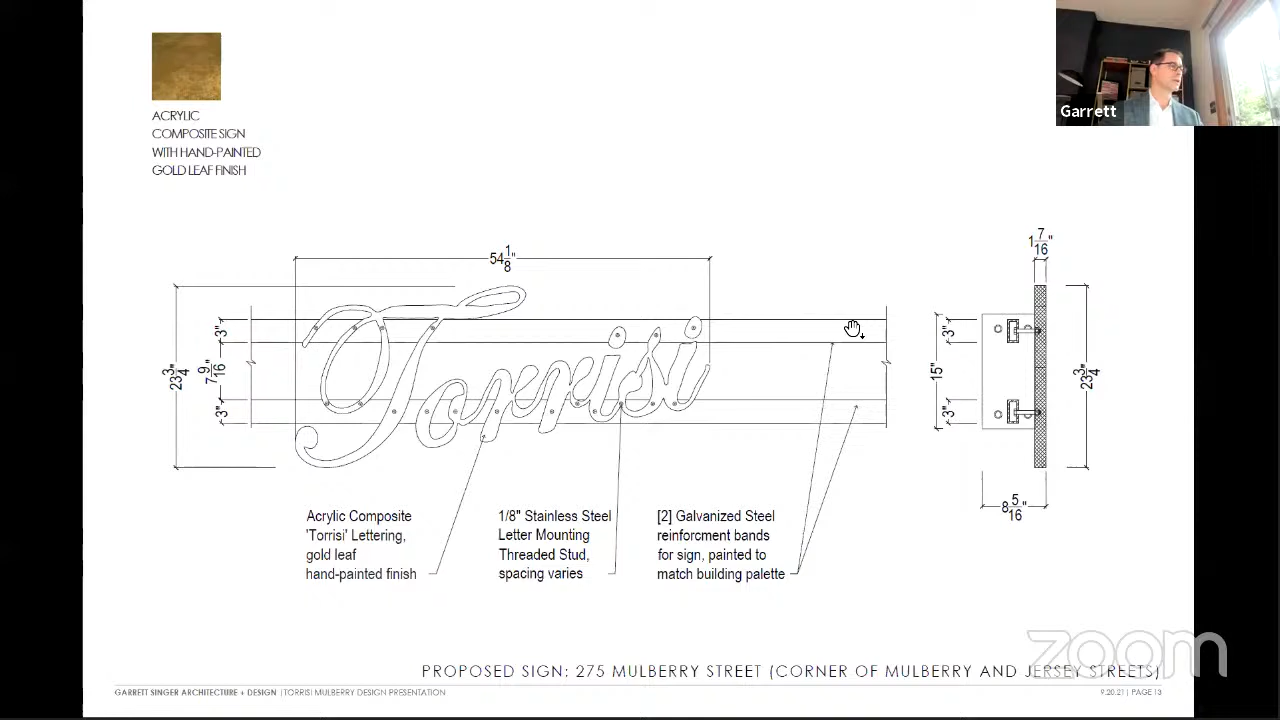 ACRYLIC
COMPOSITE SIGN
WITH HAND-PAINTED
GOLD LEAF FINISH
Garrett
1 7/16"
54 1/8"
3"
7 9/16"
3"
23 3/4"
Torrisi
3"
15"
3"
23 3/4"
8 5/16"
Acrylic Composite
'Torrisi' Lettering,
gold leaf
hand-painted finish
1/8" Stainless Steel
Letter Mounting
Threaded Stud,
spacing varies
[2] Galvanized Steel
reinforcment bands
for sign, painted to
match building palette
zoom
PROPOSED SIGN: 275 MULBERRY STREET (CORNER OF MULBERRY AND JERSEY STREETS)
GARRETT SINGER ARCHITECTURE + DESIGN |TORRISI MULBERRY DESIGN PRESENTATION
9.20.21| PAGE 13